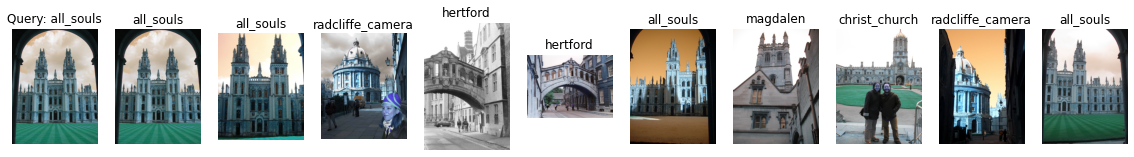 Query: all_souls
all_souls
all_souls
radcliffe_camera
hertford
hertford
all_souls
magdalen
christ_church
radcliffe_camera
all_souls